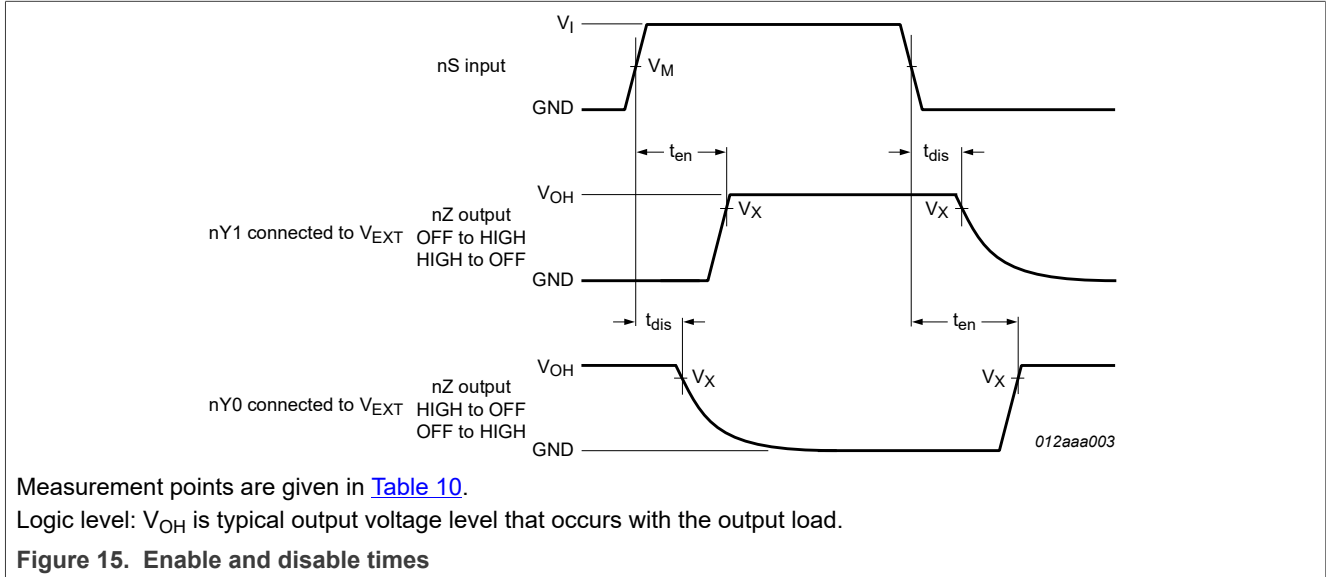 V_I
nS input
V_M
GND
t_en
t_dis
V_OH
V_X
V_X
nY1 connected to V_EXT
nZ output
OFF to HIGH
HIGH to OFF
GND
t_dis
t_en
V_OH
V_X
V_X
nY0 connected to V_EXT
nZ output
HIGH to OFF
OFF to HIGH
GND
012aaa003
Measurement points are given in Table 10.
Logic level: V_OH is typical output voltage level that occurs with the output load.
Figure 15. Enable and disable times